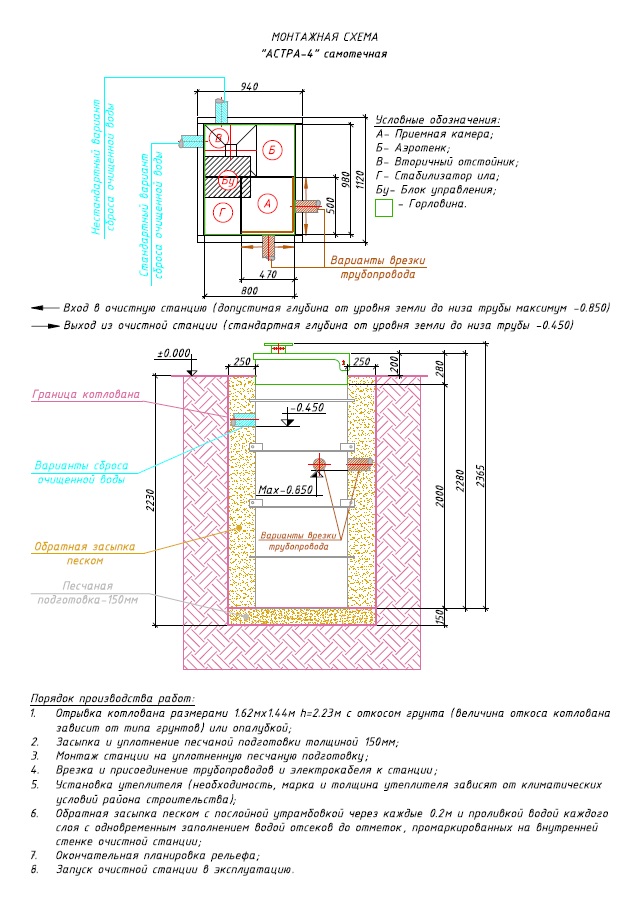 МОНТАЖНАЯ СХЕМА
"АСТРА-4" самотечная
Нестандартный вариант
сброса очищенной воды
Стандартный вариант
сброса очищенной воды
940
В
Б
Бу
Г
А
500
980
1120
470
800
Варианты врезки
трубопровода
Условные обозначения:
А- Приемная камера;
Б- Аэротенк;
В- Вторичный отстойник;
Г- Стабилизатор ила;
Бу- Блок управления;
- Горловина.
Вход в очистную станцию (допустимая глубина от уровня земли до низа трубы максимум -0.850)
Выход из очистной станции (стандартная глубина от уровня земли до низа трубы -0.450)
±0.000
250
250
200
280
Граница котлована
-0.450
Варианты сброса
очищенной воды
Max-0.850
2230
2000
2280
2365
Варианты врезки
трубопровода
Обратная засыпка
песком
Песчаная
подготовка-150мм
150
Порядок производства работ:
1. Отрывка котлована размерами 1.62мх1.44м h=2.23м с откосом грунта (величина откоса котлована
зависит от типа грунтов) или опалубкой;
2. Засыпка и уплотнение песчаной подготовки толщиной 150мм;
3. Монтаж станции на уплотненную песчаную подготовку;
4. Врезка и присоединение трубопроводов и электрокабеля к станции;
5. Установка утеплителя (необходимость, марка и толщина утеплителя зависят от климатических
условий района строительства);
6. Обратная засыпка песком с послойной утрамбовкой через каждые 0.2м и проливкой водой каждого
слоя с одновременным заполнением водой отсеков до отметок, промаркированных на внутренней
стенке очистной станции;
7. Окончательная планировка рельефа;
8. Запуск очистной станции в эксплуатацию.